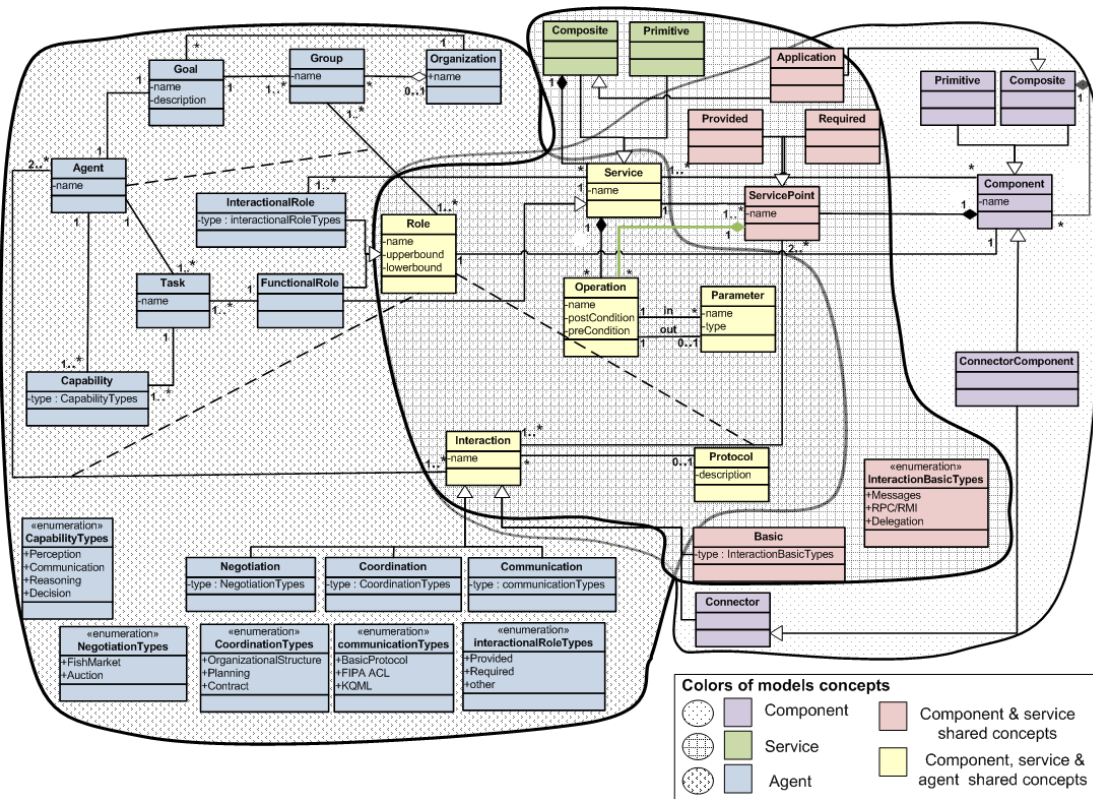 Composite
Primitive
Goal
-name
-description
Group
-name
Organization
+name
Application
Primitive
Composite
Provided
Required
Agent
-name
InteractionalRole
-type : interactionalRoleTypes
Service
-name
ServicePoint
-name
Component
-name
Role
-name
-upperbound
-lowerbound
Task
-name
FunctionalRole
Operation
-name
-postCondition
-preCondition
Parameter
-name
-type
in
out
ConnectorComponent
Capability
-type : CapabilityTypes
Interaction
-name
Protocol
-description
«enumeration»
InteractionBasicTypes
+Messages
+RPC/RMI
+Delegation
«enumeration»
CapabilityTypes
+Perception
+Communication
+Reasoning
+Decision
Negotiation
-type : NegotiationTypes
Coordination
-type : CoordinationTypes
Communication
-type : communicationTypes
Basic
-type : InteractionBasicTypes
Connector
«enumeration»
NegotiationTypes
+FishMarket
+Auction
«enumeration»
CoordinationTypes
+OrganizationalStructure
+Planning
+Contract
«enumeration»
communicationTypes
+BasicProtocol
+FIPA ACL
+KQML
«enumeration»
interactionalRoleTypes
+Provided
+Required
+other
Colors of models concepts
Component
Service
Agent
Component & service
shared concepts
Component, service &
agent shared concepts